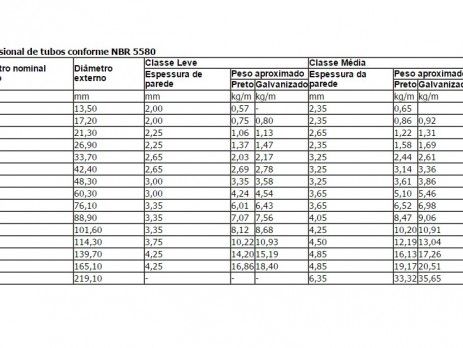 sional de tubos conforme NBR 5580
tro nominal Diâmetro externo Classe Leve Classe Média
Espessura de parede Peso aproximado Espessura da parede Peso aproximado
Preto Galvanizado Preto Galvanizado
mm mm kg/m kg/m mm kg/m kg/m
13,50 2,00 0,57 - 2,35 0,65
17,20 2,00 0,75 0,80 2,35 0,86 0,92
21,30 2,25 1,06 1,13 2,65 1,22 1,31
26,90 2,25 1,37 1,47 2,35 1,58 1,69
33,70 2,65 2,03 2,17 3,25 2,44 2,61
42,40 2,65 2,69 2,78 3,25 3,14 3,36
48,30 3,00 3,35 3,58 3,25 3,61 3,86
60,30 3,00 4,24 4,54 3,65 5,10 5,46
76,10 3,35 6,01 6,43 3,65 6,52 6,98
88,90 3,35 7,07 7,56 4,05 8,47 9,06
101,60 3,35 8,12 8,68 4,25 10,20 10,91
114,30 3,75 10,22 10,93 4,50 12,19 13,04
139,70 4,25 14,20 15,19 4,85 16,13 17,26
165,10 4,25 16,86 18,40 4,85 19,17 20,51
219,10 - - - 6,35 33,32 35,65